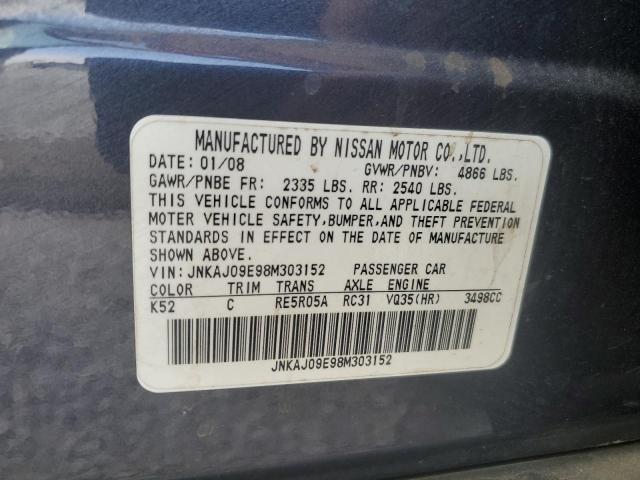 MANUFACTURED BY NISSAN MOTOR CO.,LTD.
DATE: 01/08 GVWR/PNBV: 4866 LBS.
GAWR/PNBE FR: 2335 LBS. RR: 2540 LBS.
THIS VEHICLE CONFORMS TO ALL APPLICABLE FEDERAL
MOTER VEHICLE SAFETY,BUMPER,AND THEFT PREVENTION
STANDARDS IN EFFECT ON THE DATE OF MANUFACTURE
SHOWN ABOVE.
VIN: JNKAJ09E98M303152 PASSENGER CAR
COLOR TRIM TRANS AXLE ENGINE
K52 C RE5R05A RC31 VQ35(HR) 3498CC
JNKAJ09E98M303152